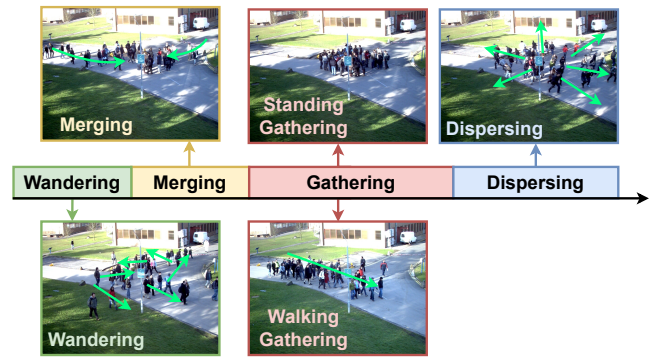 Merging
Standing
Gathering
Dispersing
Wandering
Merging
Gathering
Dispersing
Wandering
Walking
Gathering